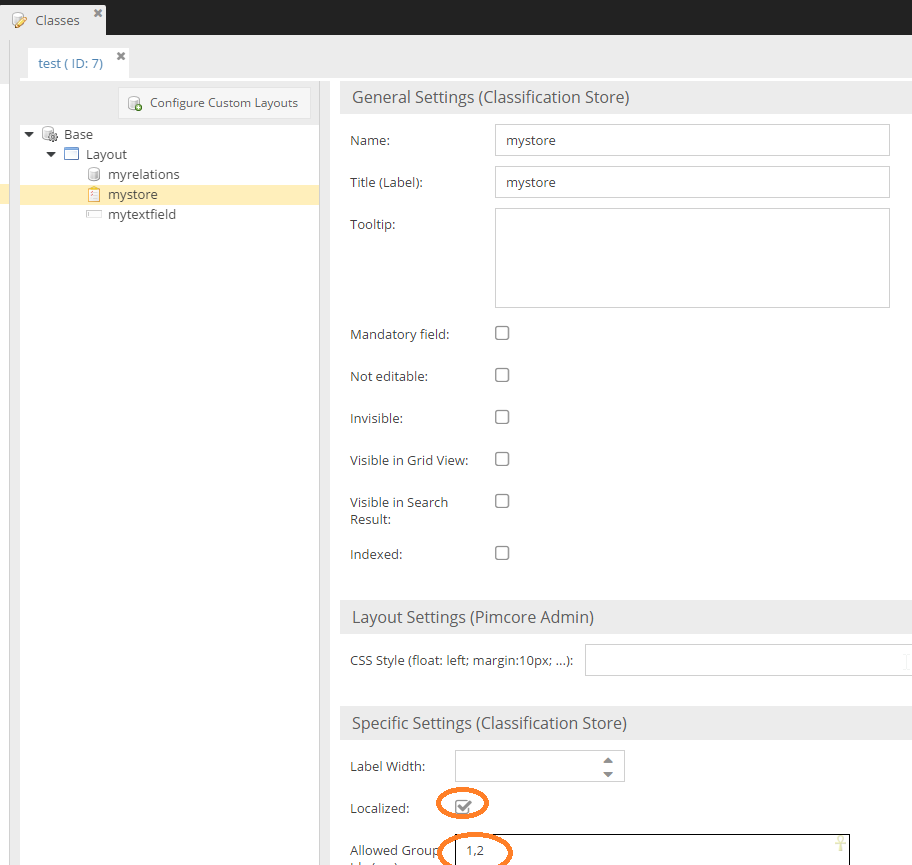 Classes
test ( ID: 7)
Configure Custom Layouts
Base
Layout
myrelations
mystore
mytextfield
General Settings (Classification Store)
Name: mystore
Title (Label): mystore
Tooltip:
Mandatory field:
Not editable:
Invisible:
Visible in Grid View:
Visible in Search
Result:
Indexed:
Layout Settings (Pimcore Admin)
CSS Style (float: left; margin:10px; ...):
Specific Settings (Classification Store)
Label Width:
Localized:
Allowed Group 1,2